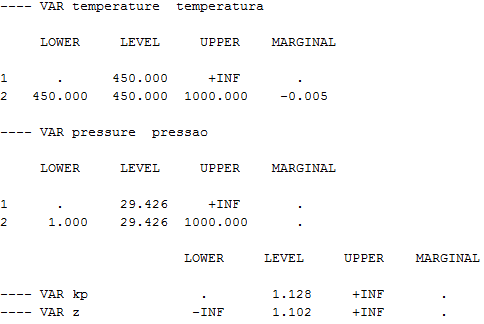 ---- VAR temperature  temperatura
LOWER     LEVEL     UPPER    MARGINAL
1      .     450.000     +INF       .
2   450.000   450.000  1000.000    -0.005
---- VAR pressure  pressao
LOWER     LEVEL     UPPER    MARGINAL
1      .      29.426     +INF       .
2     1.000    29.426  1000.000       .
LOWER     LEVEL     UPPER    MARGINAL
---- VAR kp              .       1.128     +INF       .
---- VAR z             -INF      1.102     +INF       .